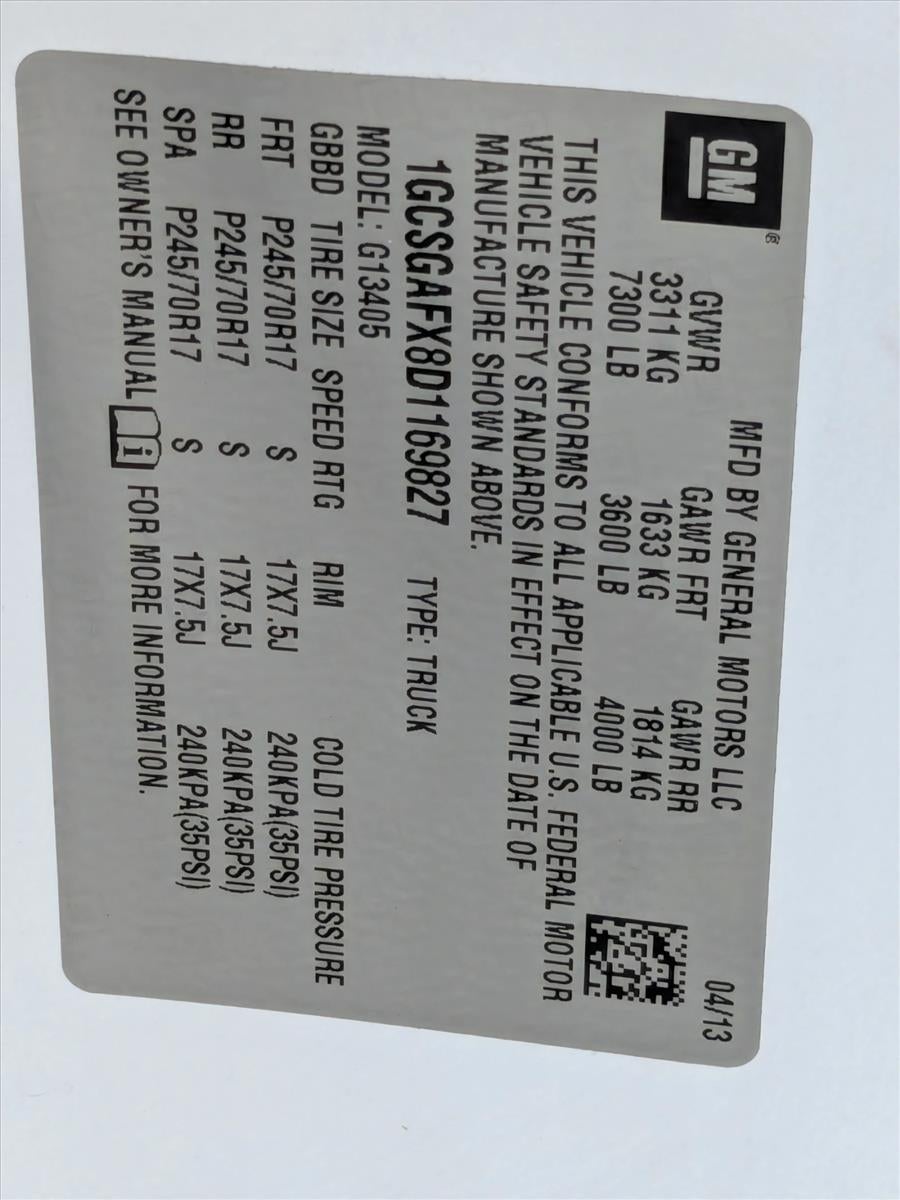 GM®
MFD BY GENERAL MOTORS LLC 04/13
GVWR GAWR FRT GAWR RR
3311 KG 1633 KG 1814 KG
7300 LB 3600 LB 4000 LB
THIS VEHICLE CONFORMS TO ALL APPLICABLE U.S. FEDERAL MOTOR
VEHICLE SAFETY STANDARDS IN EFFECT ON THE DATE OF
MANUFACTURE SHOWN ABOVE.
1GCSGAFX8D1169827 TYPE: TRUCK
MODEL: G13405
GBBD TIRE SIZE SPEED RTG RIM COLD TIRE PRESSURE
FRT P245/70R17 S 17X7.5J 240KPA(35PSI)
RR P245/70R17 S 17X7.5J 240KPA(35PSI)
SPA P245/70R17 S 17X7.5J 240KPA(35PSI)
SEE OWNER'S MANUAL i FOR MORE INFORMATION.